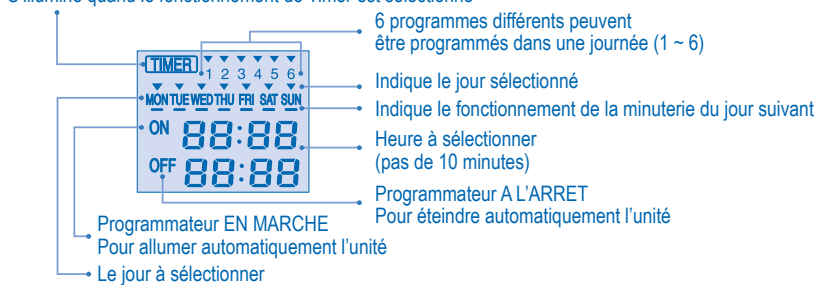 S'illumine quand le fonctionnement de Timer est sélectionné
6 programmes différents peuvent
être programmés dans une journée (1 ~ 6)
TIMER 1 2 3 4 5 6
Indique le jour sélectionné
MON TUE WED THU FRI SAT SUN
Indique le fonctionnement de la minuterie du jour suivant
ON 88:88
Heure à sélectionner
(pas de 10 minutes)
OFF 88:88
Programmateur A L'ARRET
Pour éteindre automatiquement l'unité
Programmateur EN MARCHE
Pour allumer automatiquement l'unité
Le jour à sélectionner